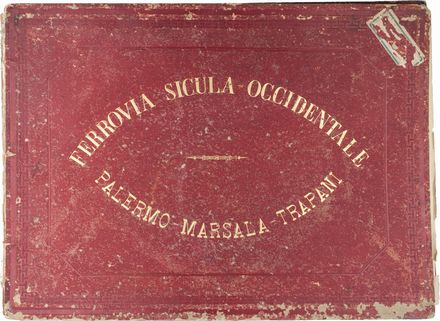 FERROVIA SICULA-OCCIDENTALE
PALERMO-MARSALA TRAPANI